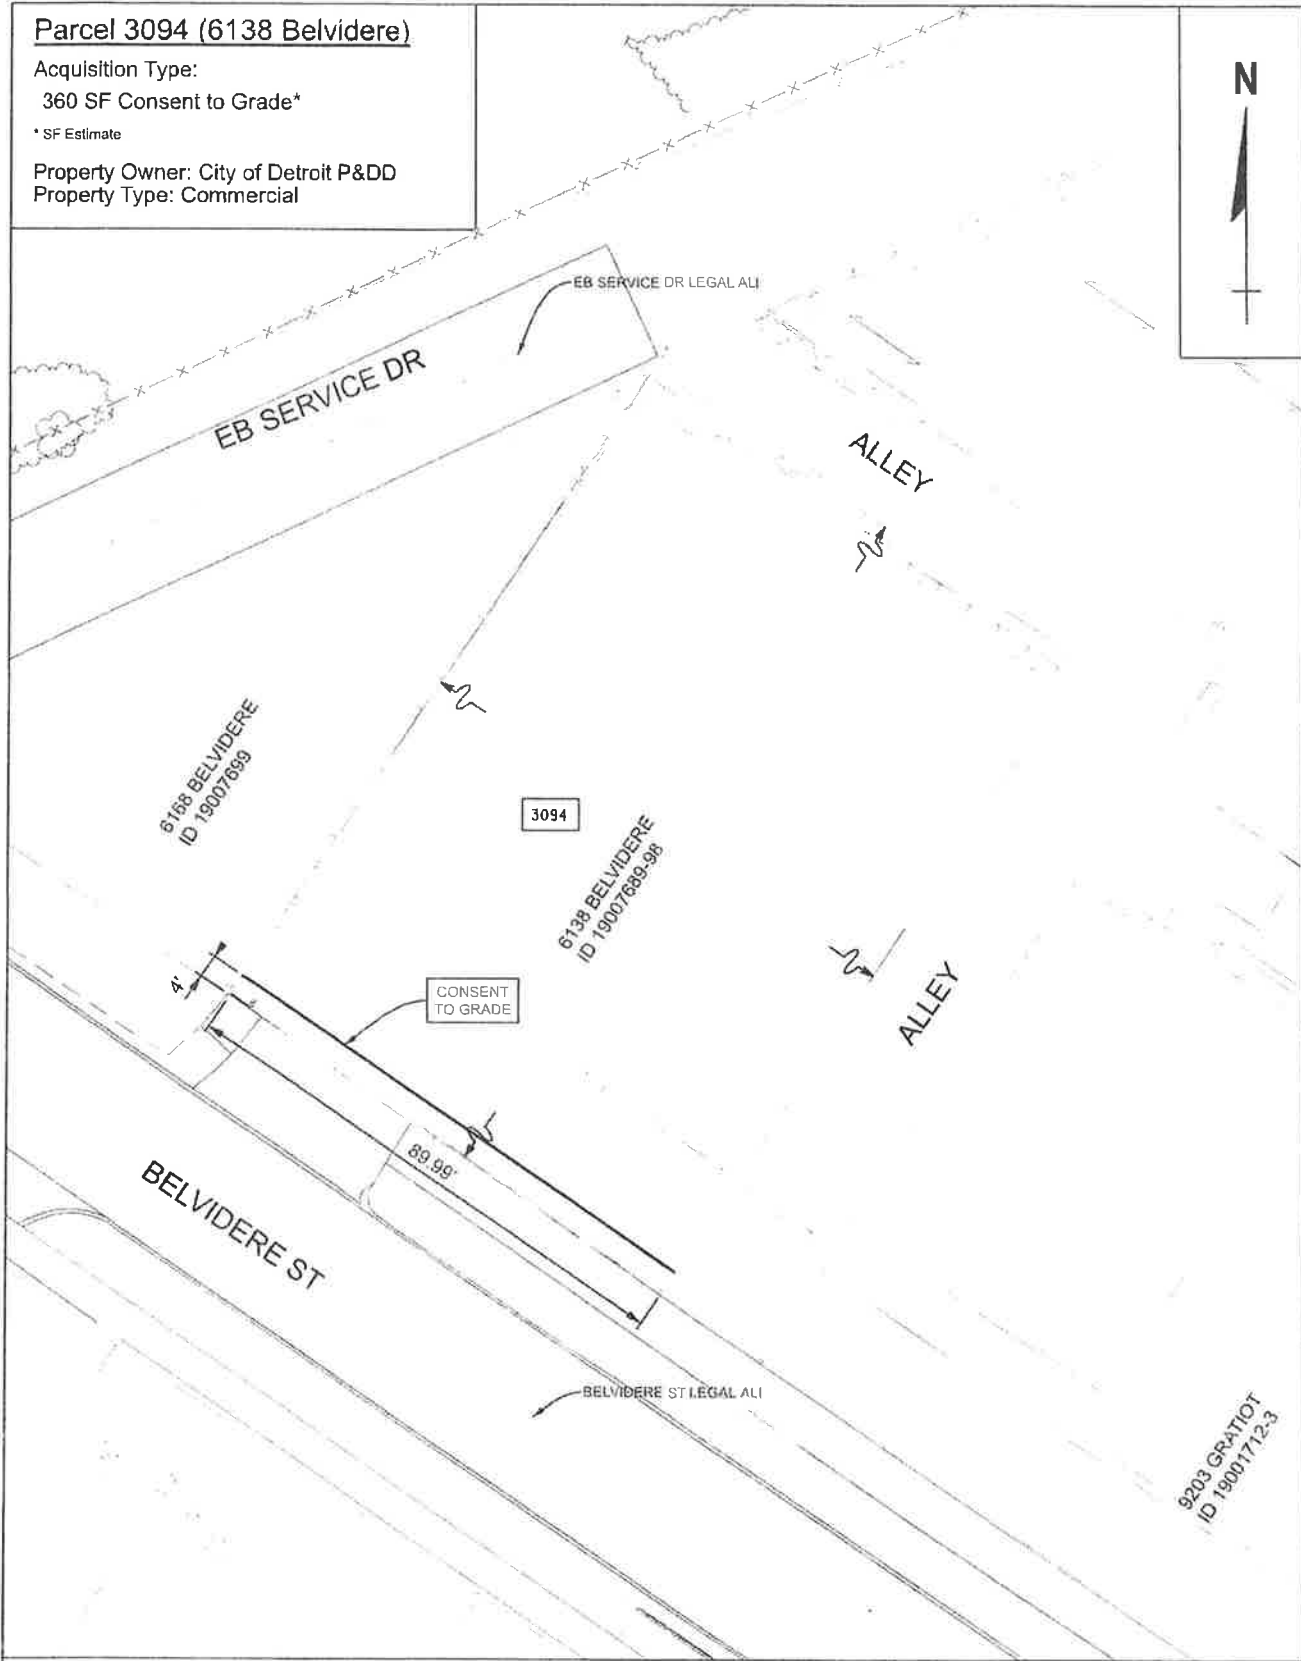 Parcel 3094 (6138 Belvidere)
Acquisition Type:
360 SF Consent to Grade*
* SF Estimate
Property Owner: City of Detroit P&DD
Property Type: Commercial
N
EB SERVICE DR LEGAL ALI
EB SERVICE DR
ALLEY
6168 BELVIDERE
ID 19007699
3094
6138 BELVIDERE
ID 19007689-98
4'
CONSENT
TO GRADE
ALLEY
89.99'
BELVIDERE ST
BELVIDERE ST LEGAL ALI
9203 GRATIOT
ID 19001712-3